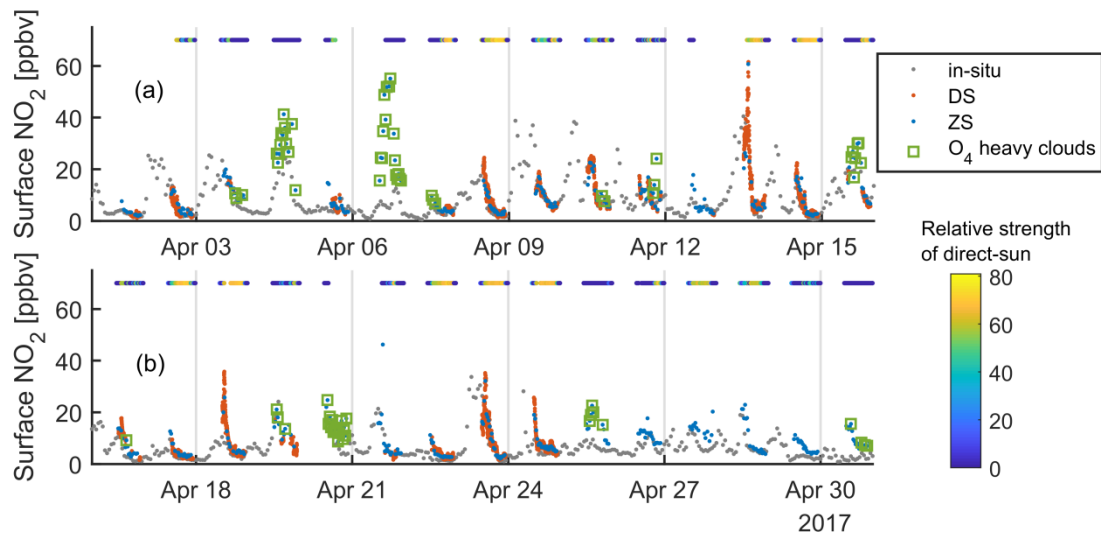 Surface NO2 [ppbv]
60
40
20
0
(a)
Apr 03
Apr 06
Apr 09
Apr 12
Apr 15
in-situ
DS
ZS
O4 heavy clouds
Surface NO2 [ppbv]
60
40
20
0
(b)
Apr 18
Apr 21
Apr 24
Apr 27
Apr 30
2017
Relative strength
of direct-sun
80
60
40
20
0